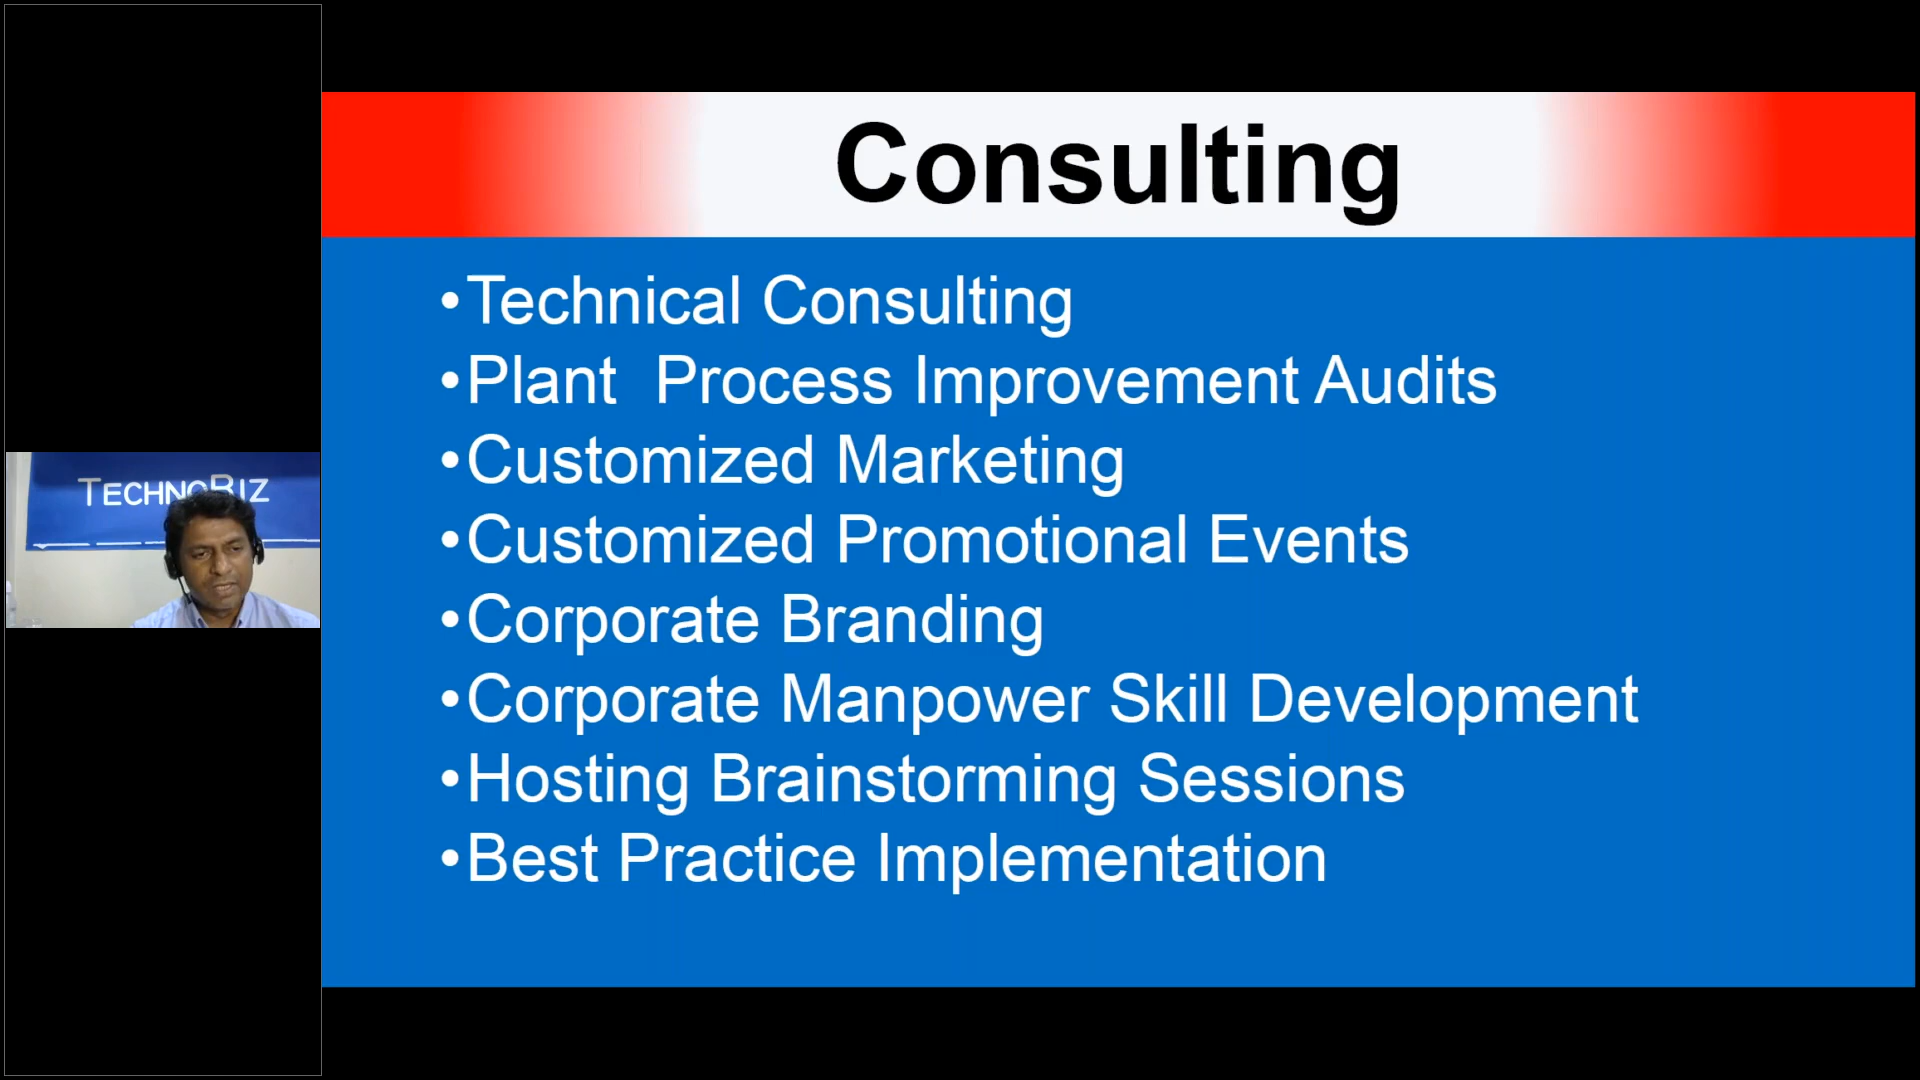 Consulting
•Technical Consulting
•Plant  Process Improvement Audits
•Customized Marketing
•Customized Promotional Events
•Corporate Branding
•Corporate Manpower Skill Development
•Hosting Brainstorming Sessions
•Best Practice Implementation
TECHNOBIZ